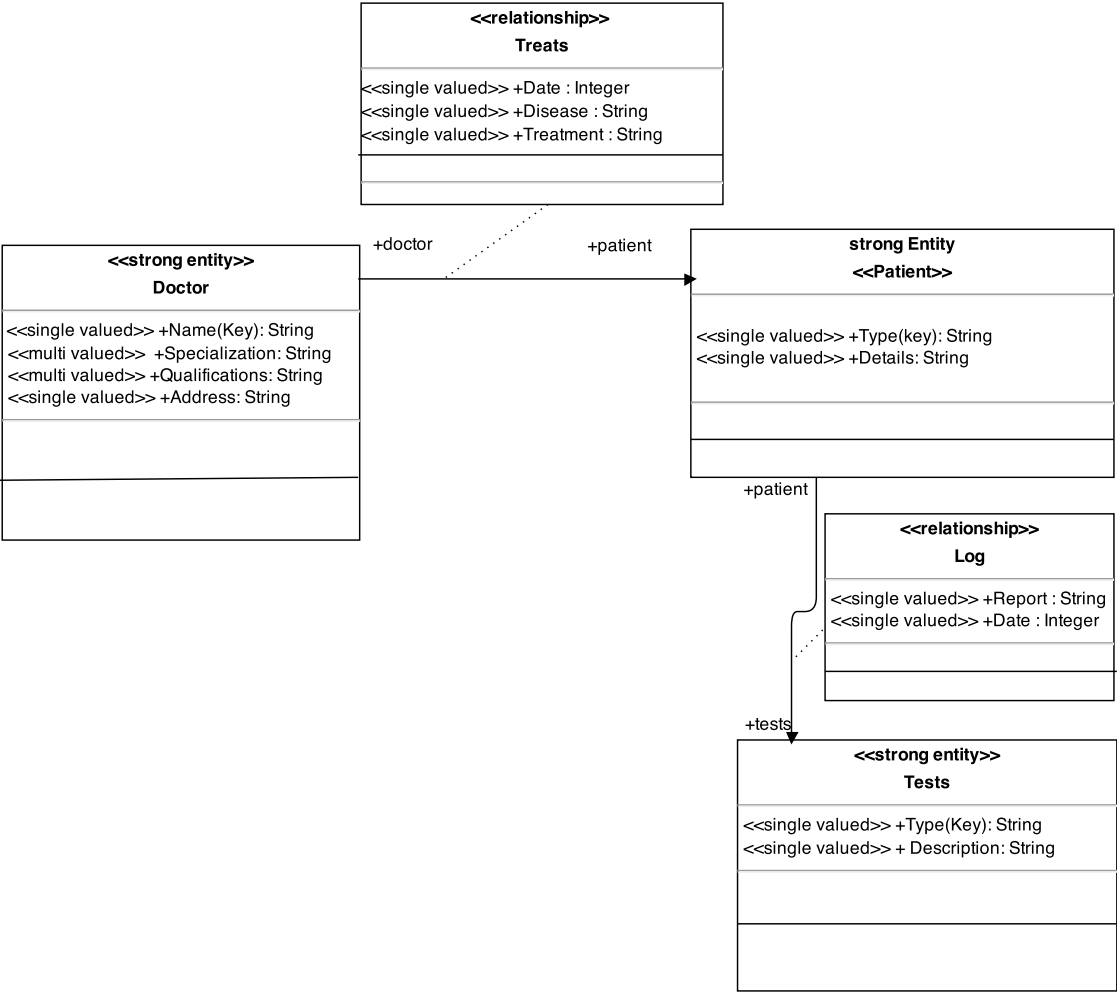 <<relationship>>
Treats
<<single valued>> +Date : Integer
<<single valued>> +Disease : String
<<single valued>> +Treatment : String
+doctor
+patient
<<strong entity>>
Doctor
<<single valued>> +Name(Key): String
<<multi valued>> +Specialization: String
<<multi valued>> +Qualifications: String
<<single valued>> +Address: String
strong Entity
<<Patient>>
<<single valued>> +Type(key): String
<<single valued>> +Details: String
+patient
<<relationship>>
Log
<<single valued>> +Report : String
<<single valued>> +Date : Integer
+tests
<<strong entity>>
Tests
<<single valued>> +Type(Key): String
<<single valued>> + Description: String